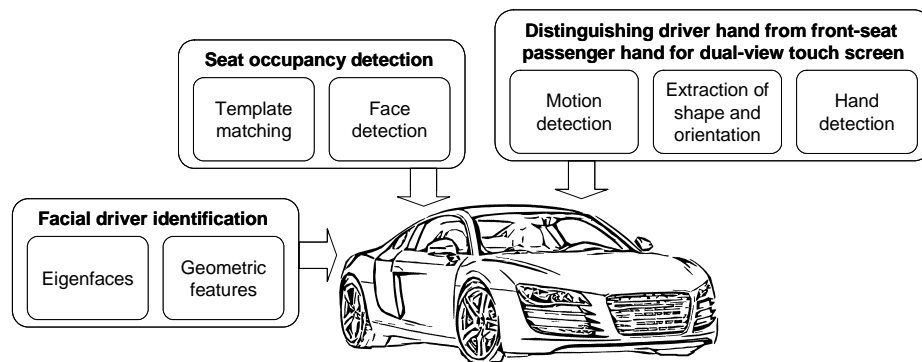 Distinguishing driver hand from front-seat
passenger hand for dual-view touch screen
Motion
detection
Extraction of
shape and
orientation
Hand
detection
Seat occupancy detection
Template
matching
Face
detection
Facial driver identification
Eigenfaces
Geometric
features